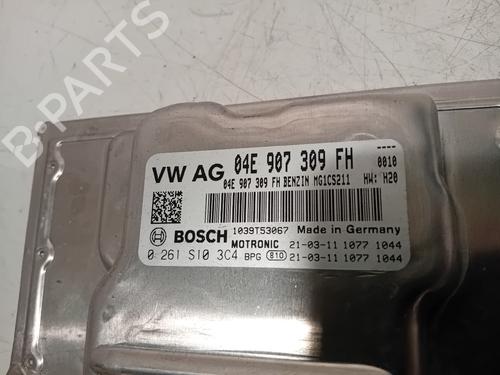 B-PARTS
VW AG 04E 907 309 FH ----
0010
04E 907 309 FH BENZIN MG1CS211 HW: H20
BOSCH 1039T53067 Made in Germany
MOTRONIC 21-03-11 1077 1044
0 261 S10 3C4 BPG 810 21-03-11 1077 1044